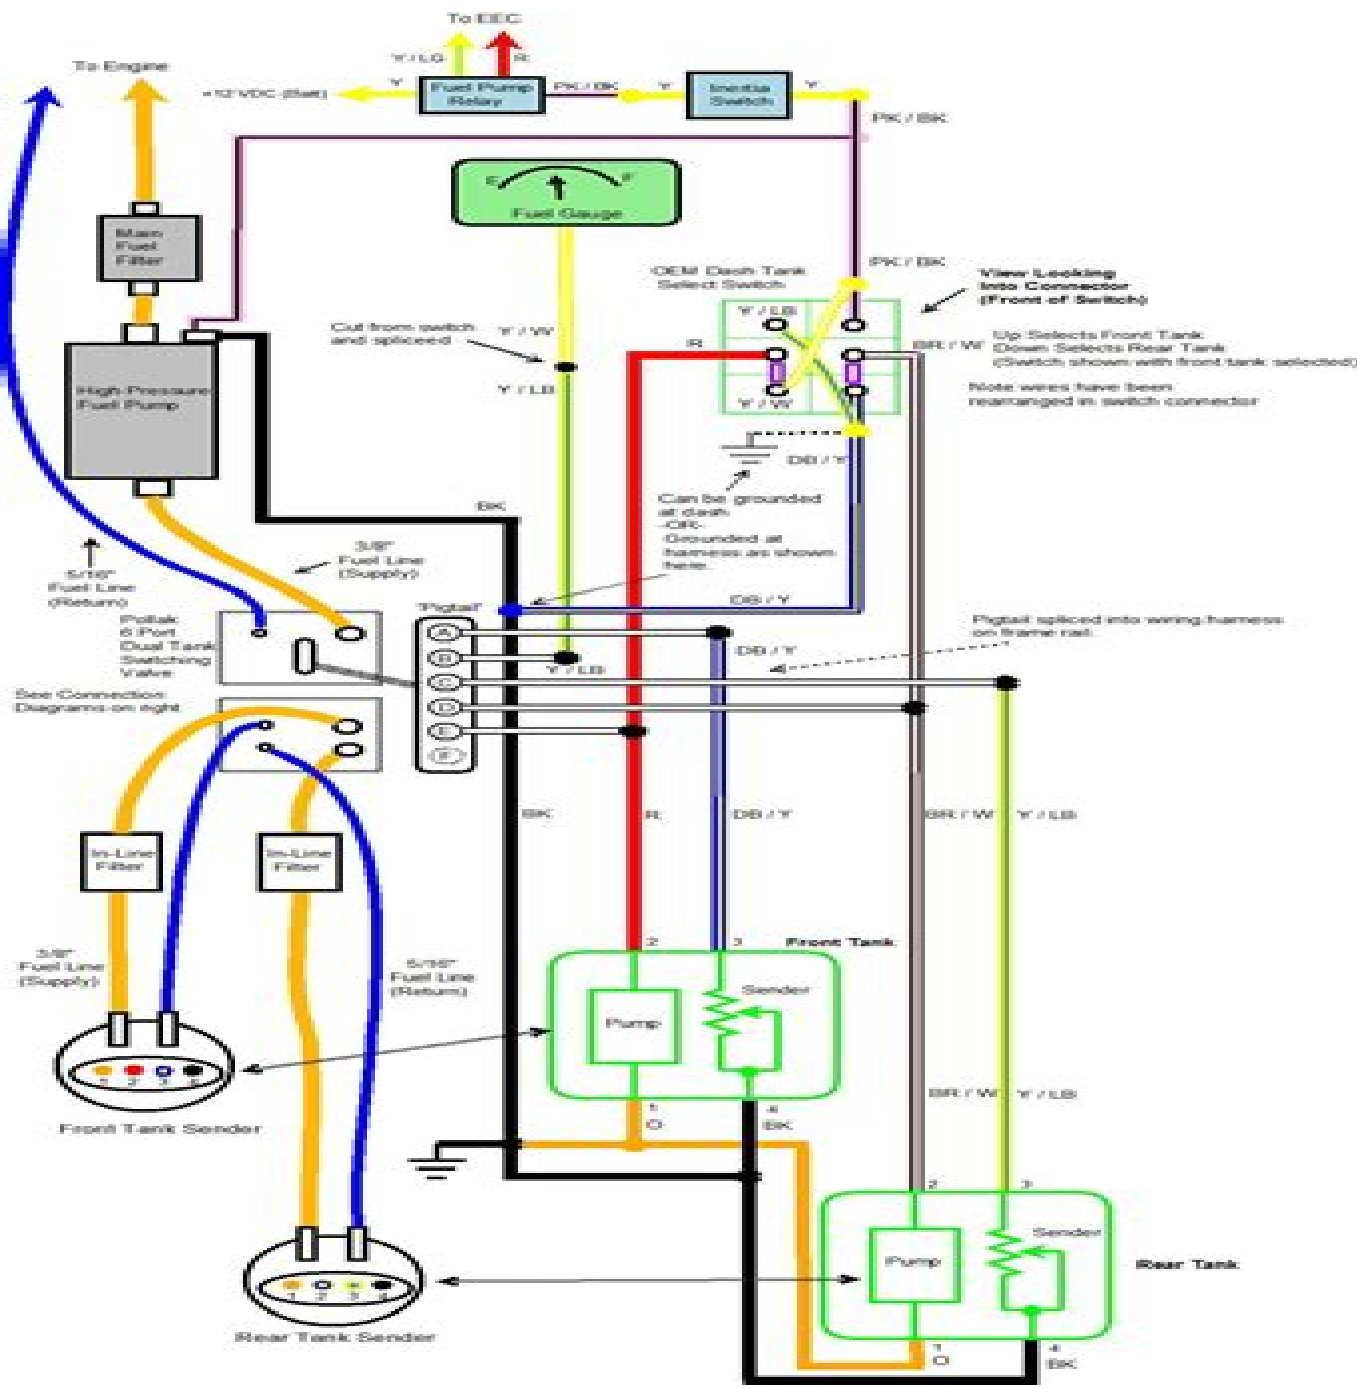 To EEC
Y / LG
R
To Engine
+12 VDC (Batt)
Y
Fuel Pump
Relay
PK / BK
Y
Inertia
Switch
Y
PK / BK
E
F
Fuel Gauge
Main
Fuel
Filter
OEM Dash Tank
Select Switch
PK / BK
View Looking
Into Connector
(Front of Switch)
Y / LB
Cut from switch
and spliceed
Y / W
R
BR / W
Up Selects Front Tank
Down Selects Rear Tank
(Switch shown with front tank selected)
High Pressure
Fuel Pump
Y / LB
Y / W
Note wires have been
rearranged in switch connector
DB / Y
BK
Can be grounded
at dash
-OR-
Grounded at
harness as shown
here.
3/8"
Fuel Line
(Supply)
5/16"
Fuel Line
(Return)
'Pigtail'
DB / Y
Pollak
6 Port
Dual Tank
Switching
Valve
A
B
C
D
E
F
Y / LB
DB / Y
Pigtail spliced into wiring harness
on frame rail.
See Connection
Diagrams on right
BK
R
DB / Y
BR / W
Y / LB
In-Line
Filter
In-Line
Filter
3/8"
Fuel Line
(Supply)
5/16"
Fuel Line
(Return)
2
3
Front Tank
Pump
Sender
1
2
3
4
Front Tank Sender
1
O
4
BK
BR / W
Y / LB
2
3
Pump
Sender
Rear Tank
1
2
3
4
Rear Tank Sender
1
O
4
BK